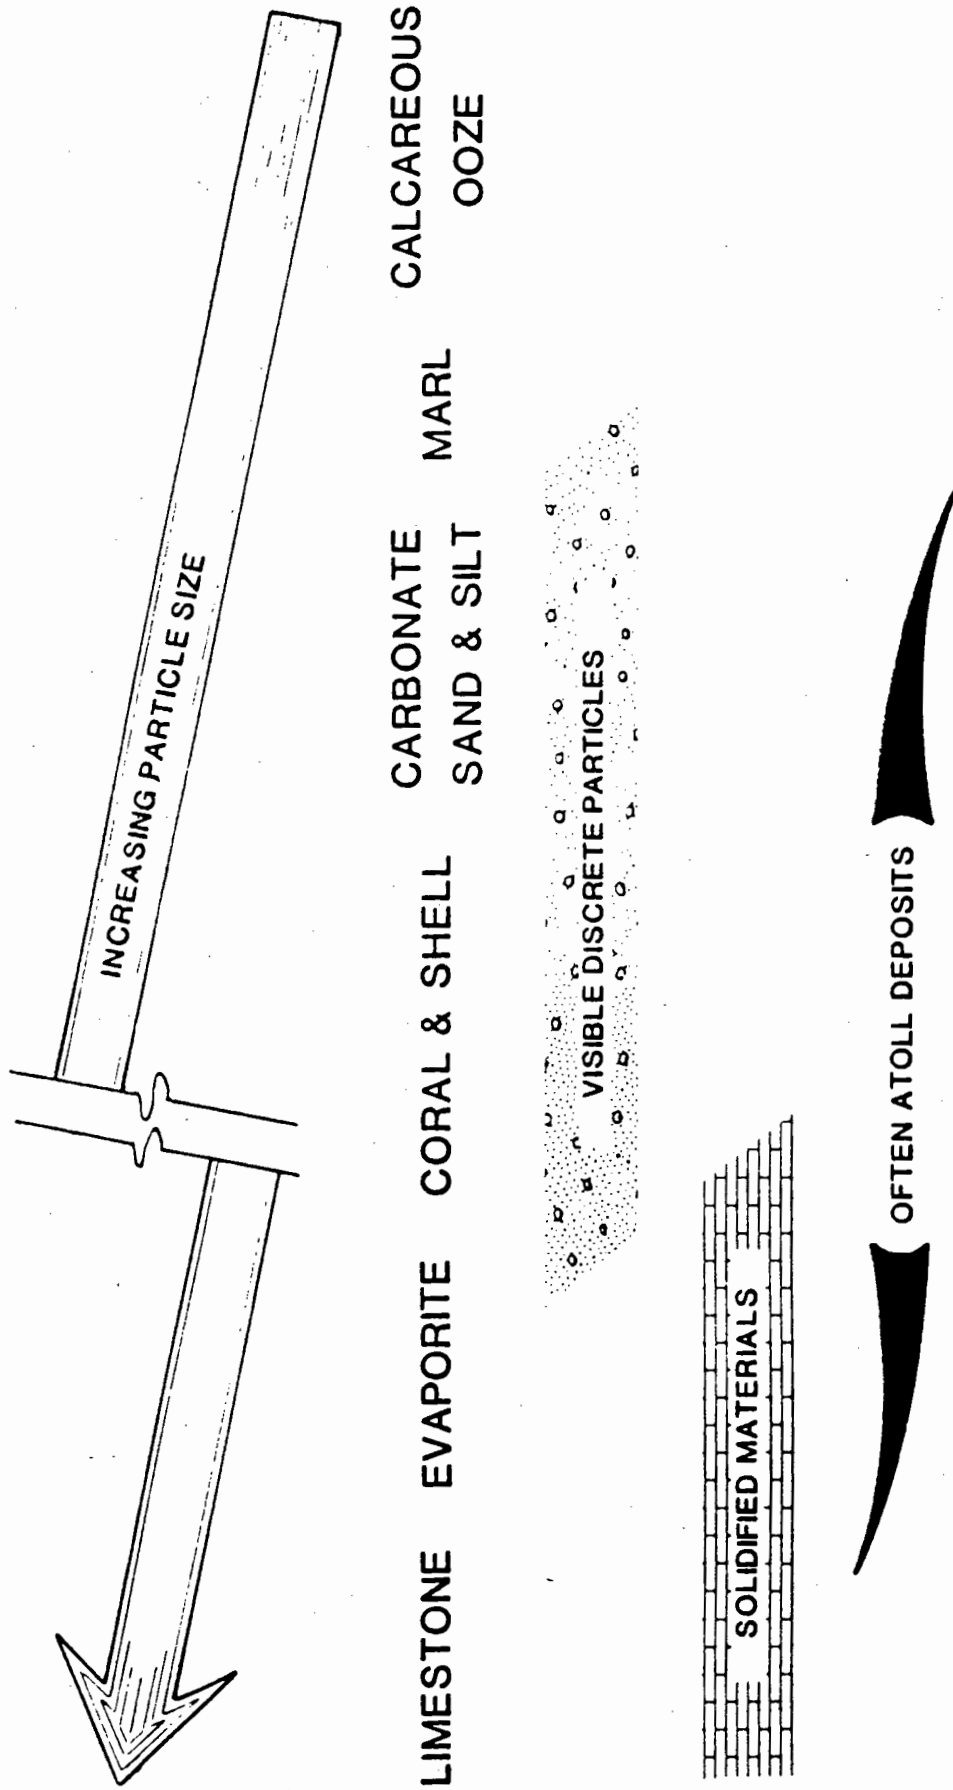 INCREASING PARTICLE SIZE
LIMESTONE EVAPORITE CORAL & SHELL CARBONATE SAND & SILT MARL CALCAREOUS OOZE
VISIBLE DISCRETE PARTICLES
SOLIDIFIED MATERIALS
OFTEN ATOLL DEPOSITS